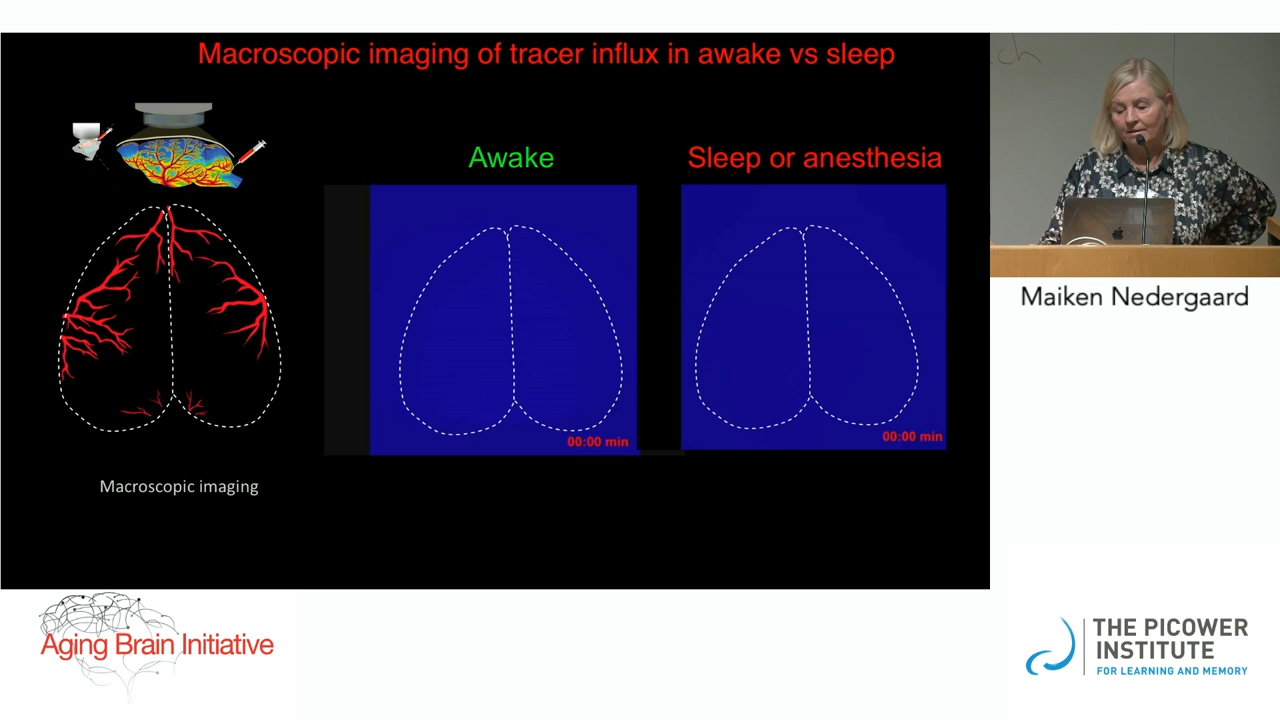 Macroscopic imaging of tracer influx in awake vs sleep
Awake
Sleep or anesthesia
00:00 min
00:00 min
Macroscopic imaging
Maiken Nedergaard
Aging Brain Initiative
THE PICOWER
INSTITUTE
FOR LEARNING AND MEMORY